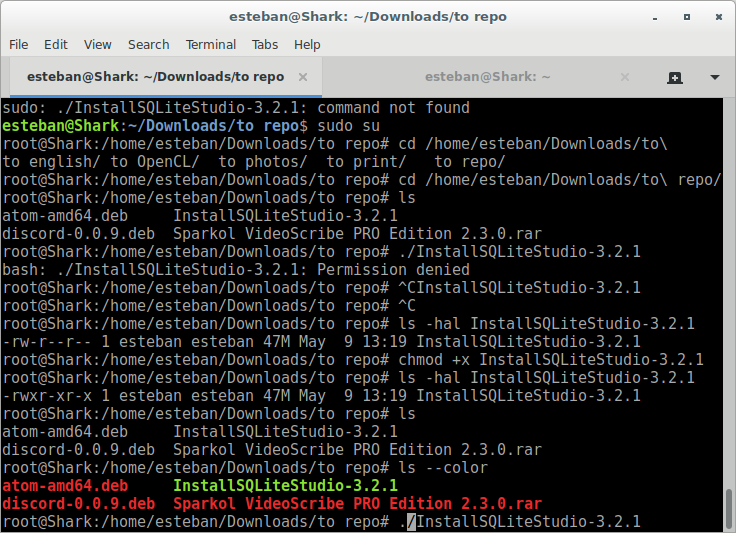 esteban@Shark: ~/Downloads/to repo
File Edit View Search Terminal Tabs Help
esteban@Shark: ~/Downloads/to repo × esteban@Shark: ~ ×
sudo: ./InstallSQLiteStudio-3.2.1: command not found
esteban@Shark:~/Downloads/to repo$ sudo su
root@Shark:/home/esteban/Downloads/to repo# cd /home/esteban/Downloads/to\
to english/ to OpenCL/  to photos/  to print/   to repo/
root@Shark:/home/esteban/Downloads/to repo# cd /home/esteban/Downloads/to\ repo/
root@Shark:/home/esteban/Downloads/to repo# ls
atom-amd64.deb     InstallSQLiteStudio-3.2.1
discord-0.0.9.deb  Sparkol VideoScribe PRO Edition 2.3.0.rar
root@Shark:/home/esteban/Downloads/to repo# ./InstallSQLiteStudio-3.2.1
bash: ./InstallSQLiteStudio-3.2.1: Permission denied
root@Shark:/home/esteban/Downloads/to repo# ^CInstallSQLiteStudio-3.2.1
root@Shark:/home/esteban/Downloads/to repo# ^C
root@Shark:/home/esteban/Downloads/to repo# ls -hal InstallSQLiteStudio-3.2.1
-rw-r--r-- 1 esteban esteban 47M May  9 13:19 InstallSQLiteStudio-3.2.1
root@Shark:/home/esteban/Downloads/to repo# chmod +x InstallSQLiteStudio-3.2.1
root@Shark:/home/esteban/Downloads/to repo# ls -hal InstallSQLiteStudio-3.2.1
-rwxr-xr-x 1 esteban esteban 47M May  9 13:19 InstallSQLiteStudio-3.2.1
root@Shark:/home/esteban/Downloads/to repo# ls
atom-amd64.deb     InstallSQLiteStudio-3.2.1
discord-0.0.9.deb  Sparkol VideoScribe PRO Edition 2.3.0.rar
root@Shark:/home/esteban/Downloads/to repo# ls --color
atom-amd64.deb     InstallSQLiteStudio-3.2.1
discord-0.0.9.deb  Sparkol VideoScribe PRO Edition 2.3.0.rar
root@Shark:/home/esteban/Downloads/to repo# ./InstallSQLiteStudio-3.2.1